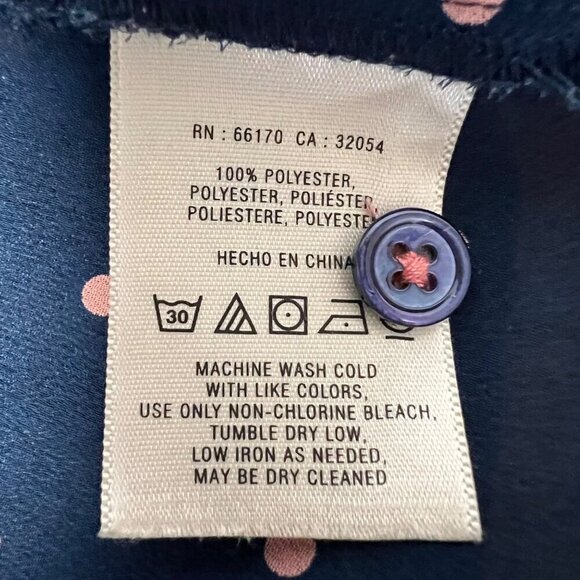 RN : 66170 CA : 32054
100% POLYESTER,
POLYESTER, POLIÉSTER,
POLIESTERE,
HECHO EN CHINA
30
MACHINE WASH COLD
WITH LIKE COLORS,
USE ONLY NON-CHLORINE BLEACH,
TUMBLE DRY LOW,
LOW IRON AS NEEDED,
MAY BE DRY CLEANED